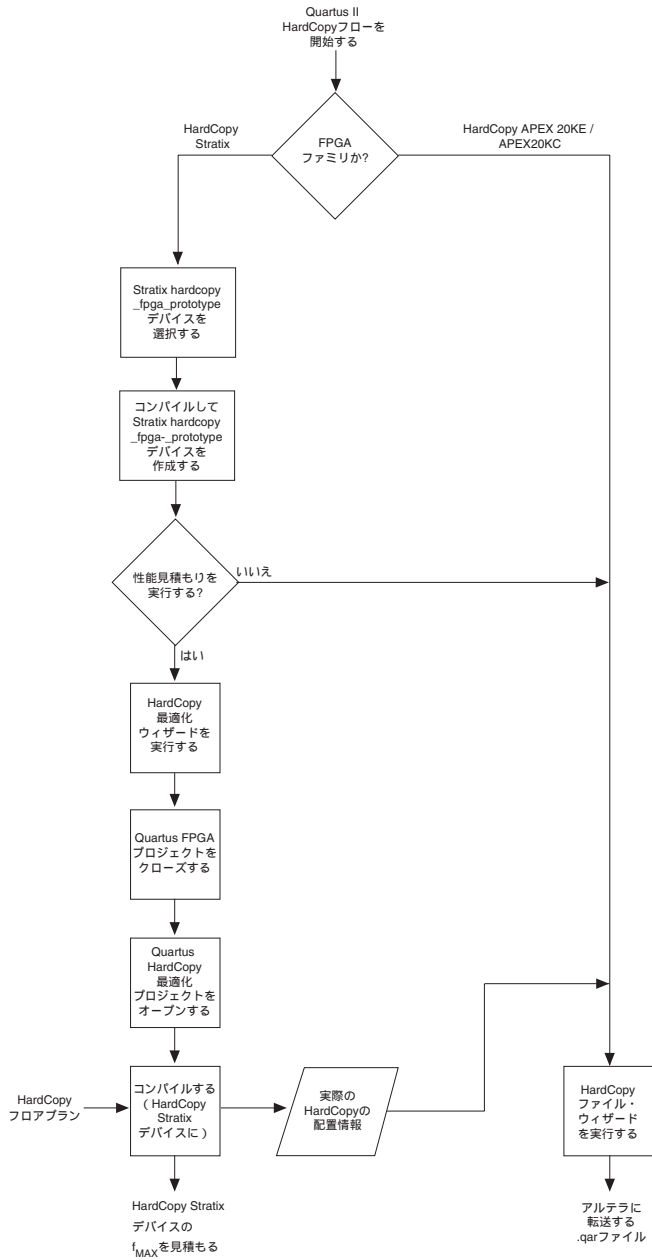 Quartus II
HardCopyフローを
開始する
HardCopy
Stratix
FPGA
ファミリか?
HardCopy APEX 20KE /
APEX20KC
Stratix hardcopy
_fpga_prototype
デバイスを
選択する
コンパイルして
Stratix hardcopy
_fpga-_prototype
デバイスを
作成する
性能見積もりを
実行する?
いいえ
はい
HardCopy
最適化
ウィザードを
実行する
Quartus FPGA
プロジェクトを
クローズする
Quartus
HardCopy
最適化
プロジェクトを
オープンする
HardCopy
フロアプラン
コンパイルする
( HardCopy
Stratix
デバイスに )
実際の
HardCopyの
配置情報
HardCopy
ファイル・
ウィザード
を実行する
HardCopy Stratix
デバイスの
fMAXを見積もる
アルテラに
転送する
.qarファイル